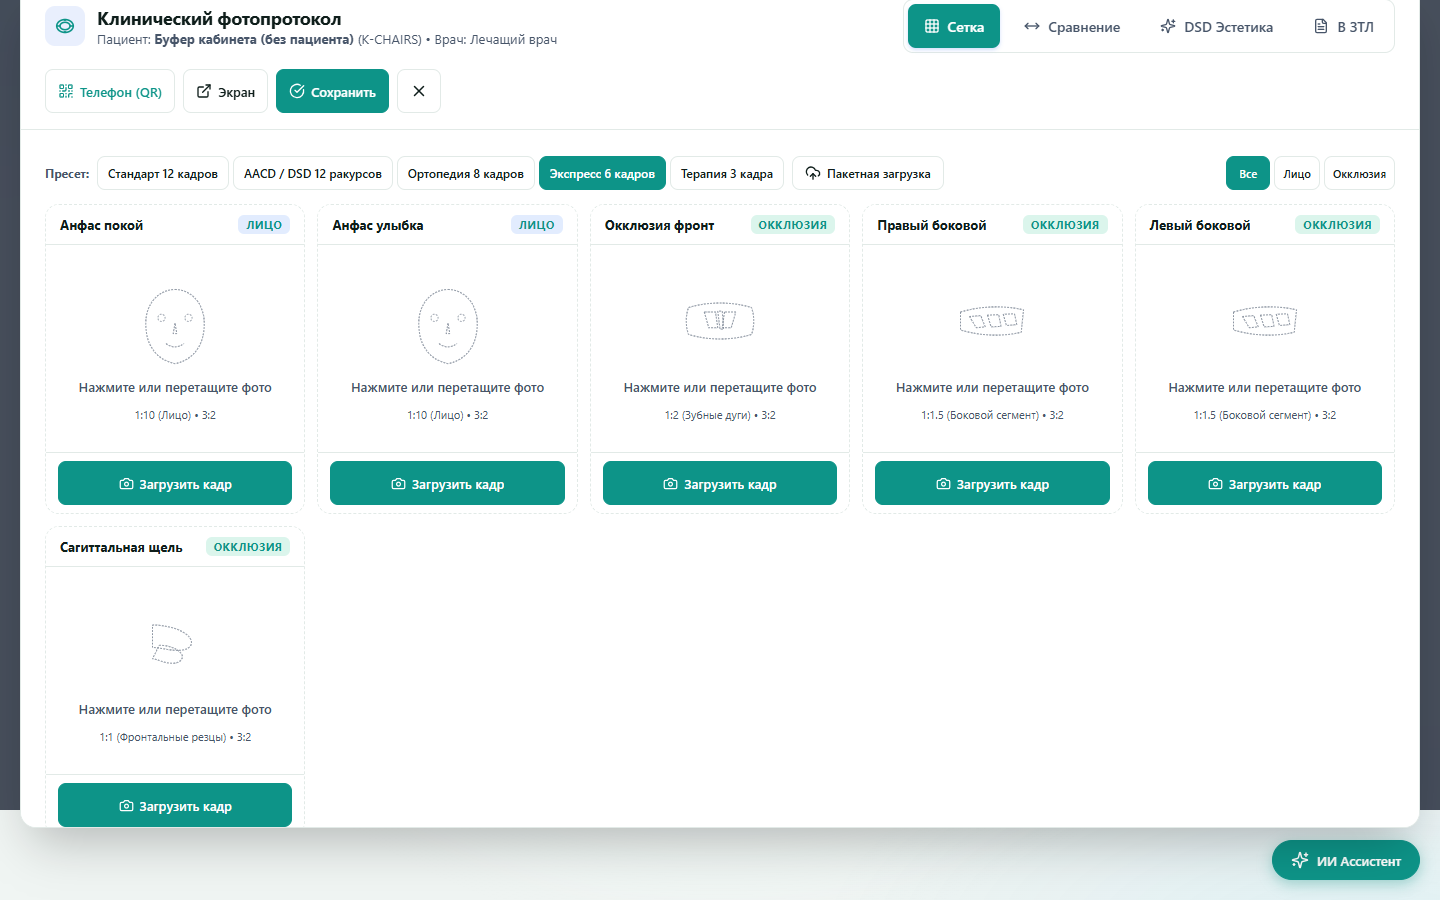 Клинический фотопротокол
Пациент: Буфер кабинета (без пациента) (K-CHAIRS) • Врач: Лечащий врач
Сетка
Сравнение
DSD Эстетика
В ЗТЛ
Телефон (QR)
Экран
Сохранить
Пресет:
Стандарт 12 кадров
AACD / DSD 12 ракурсов
Ортопедия 8 кадров
Экспресс 6 кадров
Терапия 3 кадра
Пакетная загрузка
Все
Лицо
Окклюзия
Анфас покой
ЛИЦО
Нажмите или перетащите фото
1:10 (Лицо) • 3:2
Загрузить кадр
Анфас улыбка
ЛИЦО
Нажмите или перетащите фото
1:10 (Лицо) • 3:2
Загрузить кадр
Окклюзия фронт
ОККЛЮЗИЯ
Нажмите или перетащите фото
1:2 (Зубные дуги) • 3:2
Загрузить кадр
Правый боковой
ОККЛЮЗИЯ
Нажмите или перетащите фото
1:1.5 (Боковой сегмент) • 3:2
Загрузить кадр
Левый боковой
ОККЛЮЗИЯ
Нажмите или перетащите фото
1:1.5 (Боковой сегмент) • 3:2
Загрузить кадр
Сагиттальная щель
ОККЛЮЗИЯ
Нажмите или перетащите фото
1:1 (Фронтальные резцы) • 3:2
Загрузить кадр
ИИ Ассистент